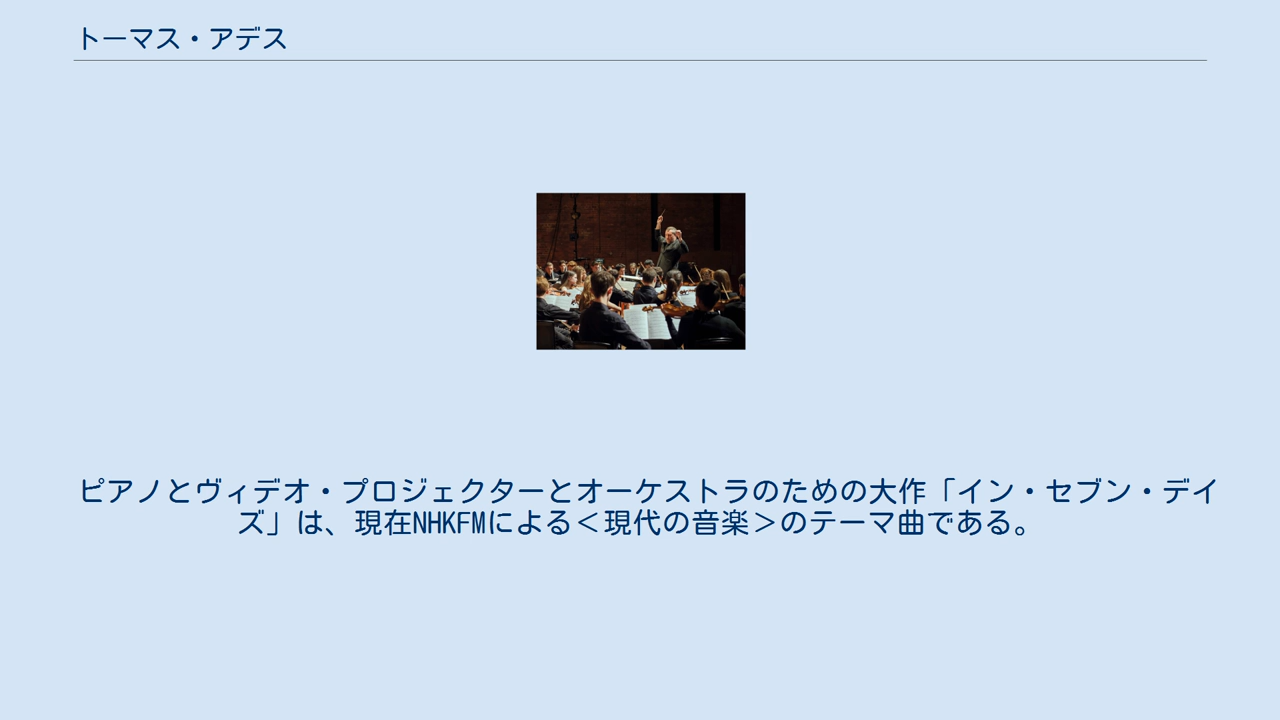 トーマス・アデス
ピアノとヴィデオ・プロジェクターとオーケストラのための大作「イン・セブン・デイ
ズ」は、現在NHKFMによる＜現代の音楽＞のテーマ曲である。